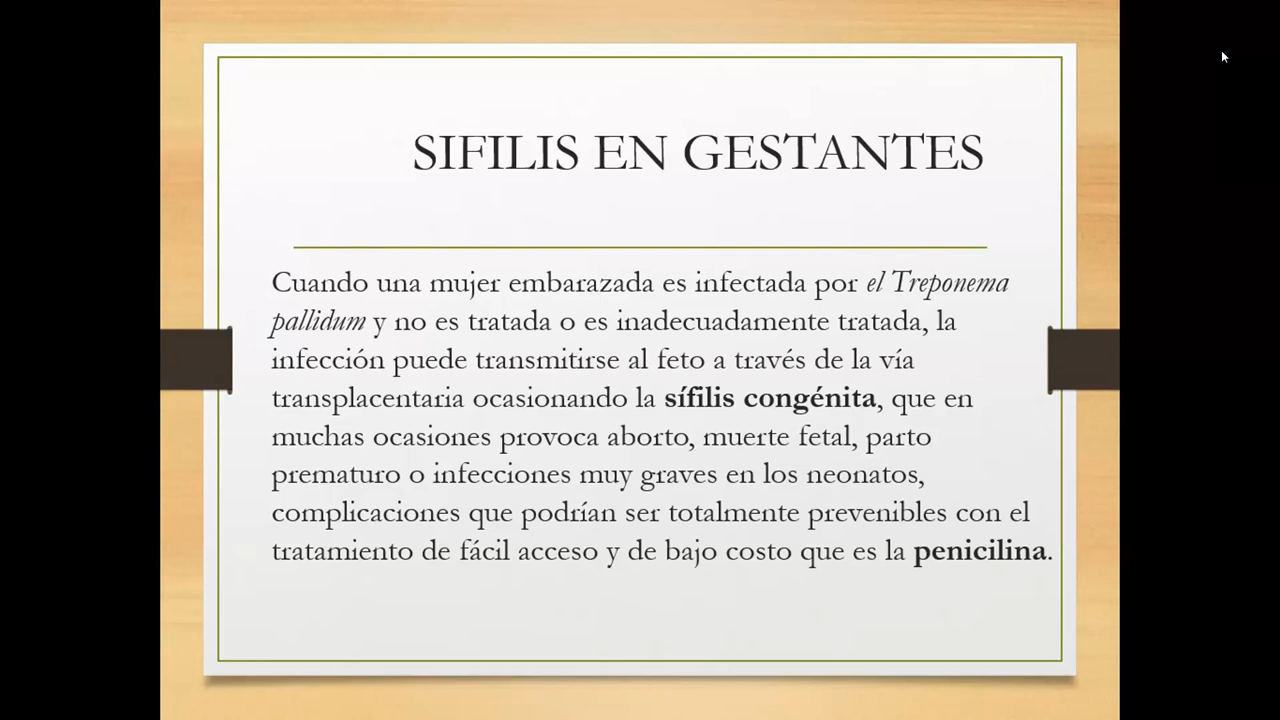 SIFILIS EN GESTANTES
Cuando una mujer embarazada es infectada por el Treponema
pallidum y no es tratada o es inadecuadamente tratada, la
infección puede transmitirse al feto a través de la vía
transplacentaria ocasionando la sífilis congénita, que en
muchas ocasiones provoca aborto, muerte fetal, parto
prematuro o infecciones muy graves en los neonatos,
complicaciones que podrían ser totalmente prevenibles con el
tratamiento de fácil acceso y de bajo costo que es la penicilina.